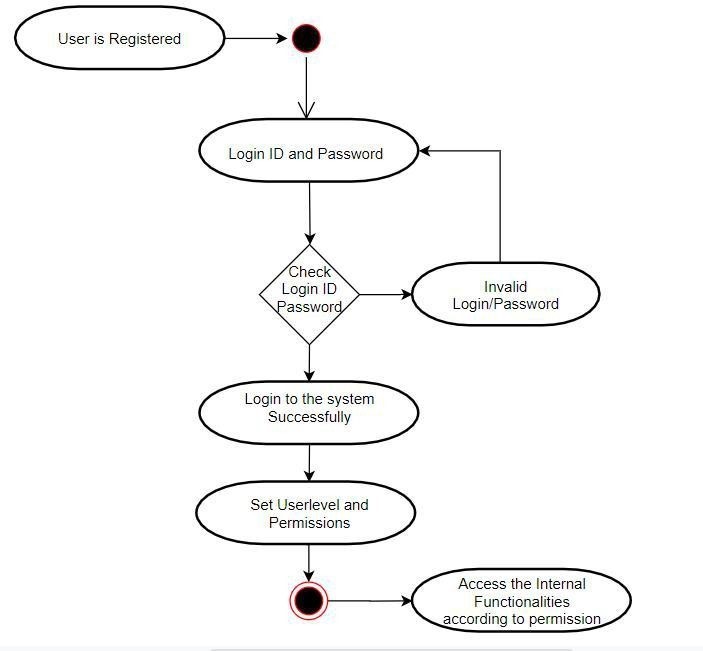 User is Registered
Login ID and Password
Check
Login ID
Password
Invalid
Login/Password
Login to the system
Successfully
Set Userlevel and
Permissions
Access the Internal
Functionalities
according to permission